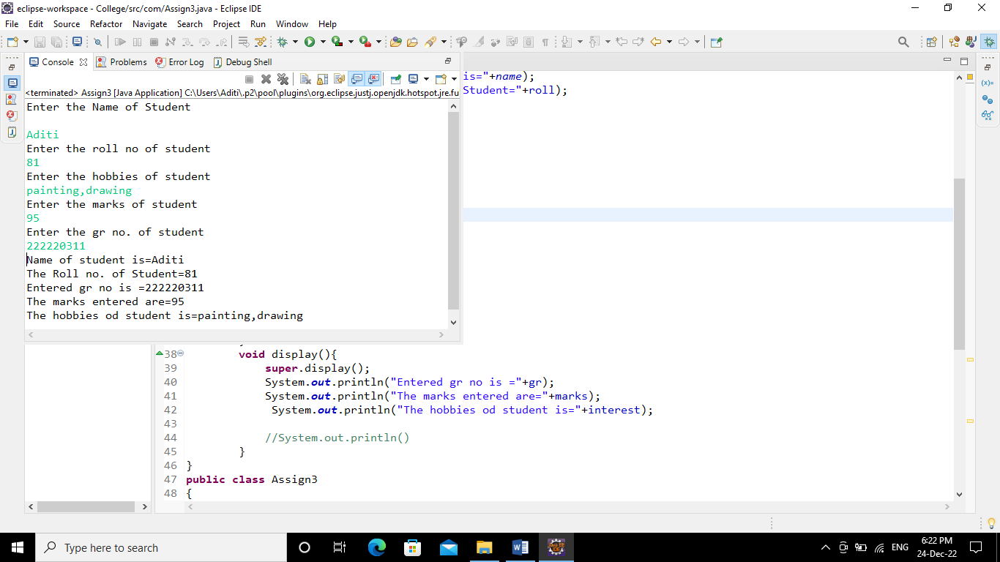 eclipse-workspace - College/src/com/Assign3.java - Eclipse IDE
File Edit Source Refactor Navigate Search Project Run Window Help
Console Problems Error Log Debug Shell
<terminated> Assign3 [Java Application] C:\Users\Aditi\.p2\pool\plugins\org.eclipse.justj.openjdk.hotspot.jre.fu
Enter the Name of Student
Aditi
Enter the roll no of student
81
Enter the hobbies of student
painting,drawing
Enter the marks of student
95
Enter the gr no. of student
222220311
Name of student is=Aditi
The Roll no. of Student=81
Entered gr no is =222220311
The marks entered are=95
The hobbies od student is=painting,drawing
is="+name);
Student="+roll);
38 void display(){
39 super.display();
40 System.out.println("Entered gr no is ="+gr);
41 System.out.println("The marks entered are="+marks);
42 System.out.println("The hobbies od student is="+interest);
43
44 //System.out.println()
45 }
46 }
47 public class Assign3
48 {
Type here to search
ENG
6:22 PM
24-Dec-22